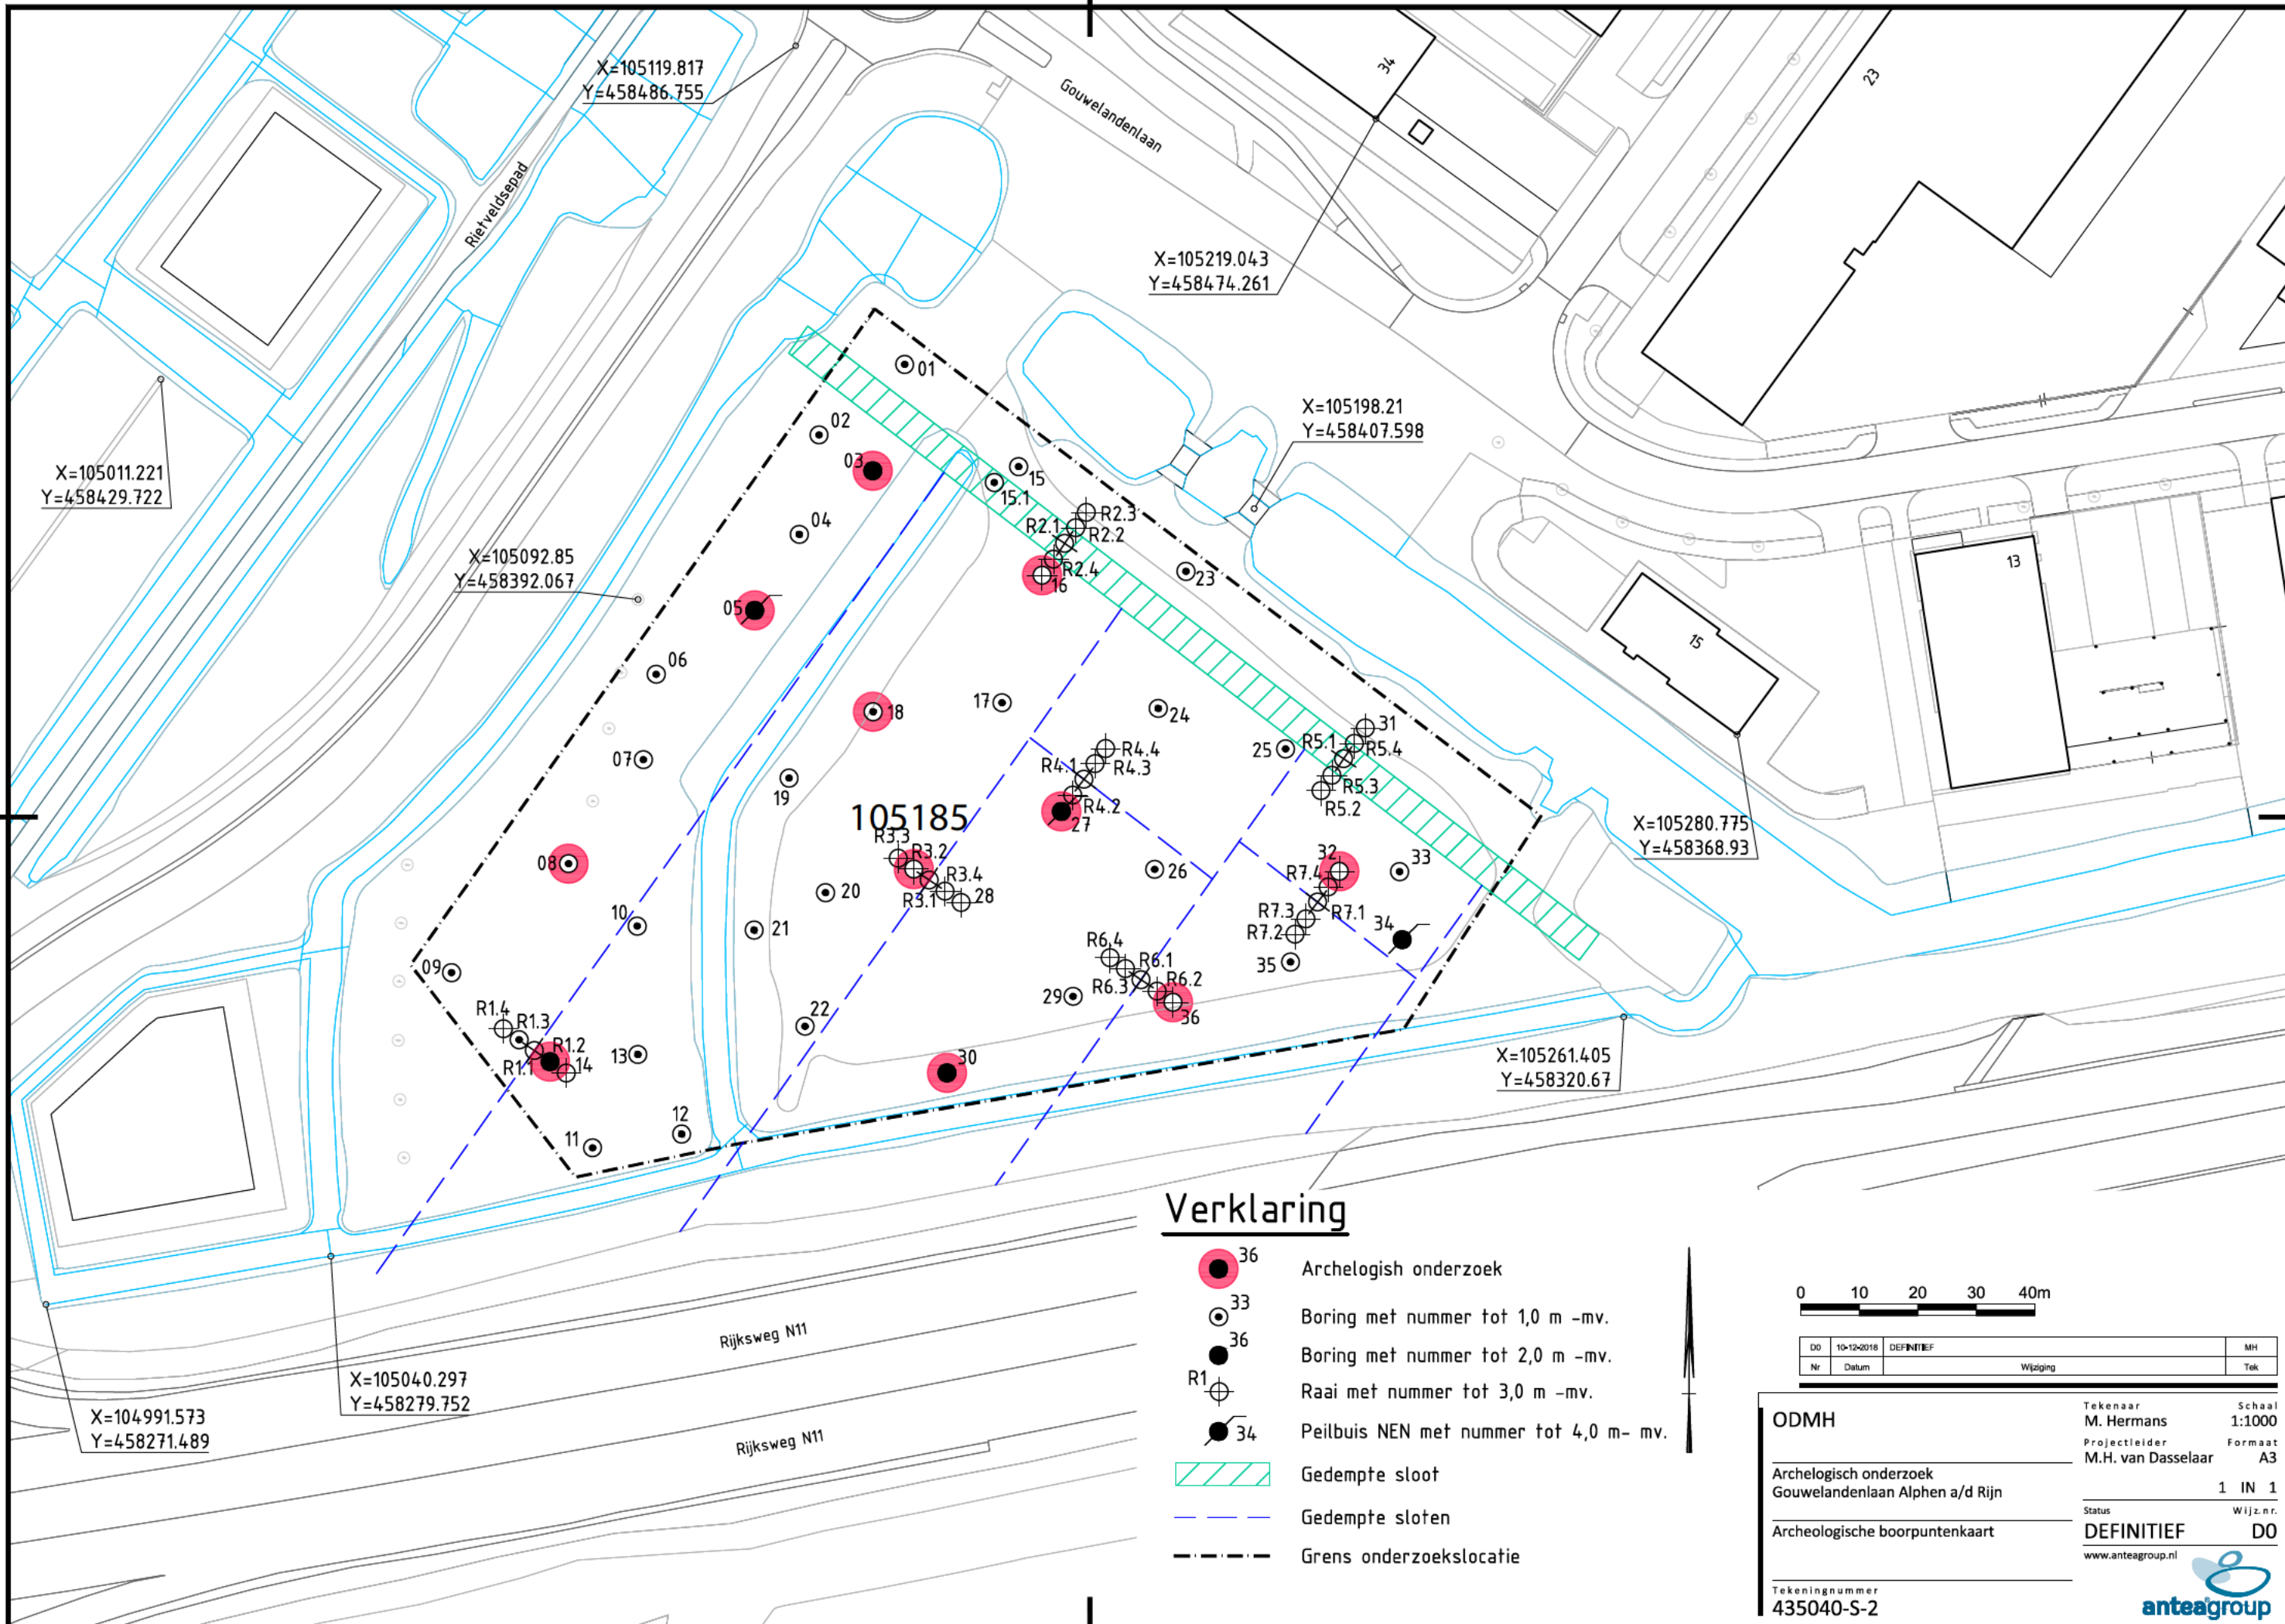 X=105119.817
Y=458486.755
Rietveldsepad
Gouwelandenlaan
34
23
X=105219.043
Y=458474.261
X=105011.221
Y=458429.722
X=105092.85
Y=458392.067
X=105198.21
Y=458407.598
01
02
03
04
05
06
07
08
09
10
11
12
13
14
15
15.1
16
17
18
19
20
21
22
23
24
25
26
27
28
29
30
31
32
33
34
35
36
R1.4
R1.3
R1.2
R1.1
R2.3
R2.1
R2.2
R2.4
R3.3
R3.2
R3.4
R3.1
R4.4
R4.1
R4.3
R4.2
R5.1
R5.4
R5.3
R5.2
R6.4
R6.1
R6.3
R6.2
R7.4
R7.1
R7.3
R7.2
105185
13
15
X=105280.775
Y=458368.93
X=105261.405
Y=458320.67
X=105040.297
Y=458279.752
X=104991.573
Y=458271.489
Rijksweg N11
Rijksweg N11
Verklaring
36 Archelogish onderzoek
33 Boring met nummer tot 1,0 m -mv.
36 Boring met nummer tot 2,0 m -mv.
R1 Raai met nummer tot 3,0 m -mv.
34 Peilbuis NEN met nummer tot 4,0 m- mv.
Gedempte sloot
Gedempte sloten
Grens onderzoekslocatie
0 10 20 30 40m
D0 10-12-2018 DEFINITIEF MH
Nr Datum Wijziging Tek
ODMH
Archelogisch onderzoek
Gouwelandenlaan Alphen a/d Rijn
Archeologische boorpuntenkaart
Tekeningnummer
435040-S-2
Tekenaar Schaal
M. Hermans 1:1000
Projectleider Formaat
M.H. van Dasselaar A3
1 IN 1
Status Wijz.nr.
DEFINITIEF D0
www.anteagroup.nl
anteagroup